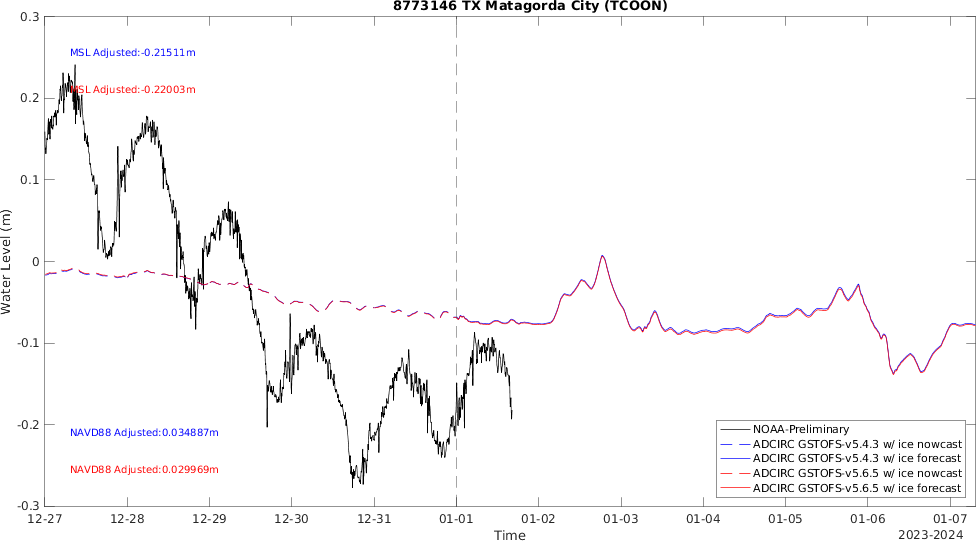 8773146 TX Matagorda City (TCOON)
0.3
0.2
0.1
0
-0.1
-0.2
-0.3
Water Level (m)
MSL Adjusted:-0.21511m
MSL Adjusted:-0.22003m
NAVD88 Adjusted:0.034887m
NAVD88 Adjusted:0.029969m
NOAA-Preliminary
ADCIRC GSTOFS-v5.4.3 w/ ice nowcast
ADCIRC GSTOFS-v5.4.3 w/ ice forecast
ADCIRC GSTOFS-v5.6.5 w/ ice nowcast
ADCIRC GSTOFS-v5.6.5 w/ ice forecast
12-27 12-28 12-29 12-30 12-31 01-01 01-02 01-03 01-04 01-05 01-06 01-07
Time
2023-2024